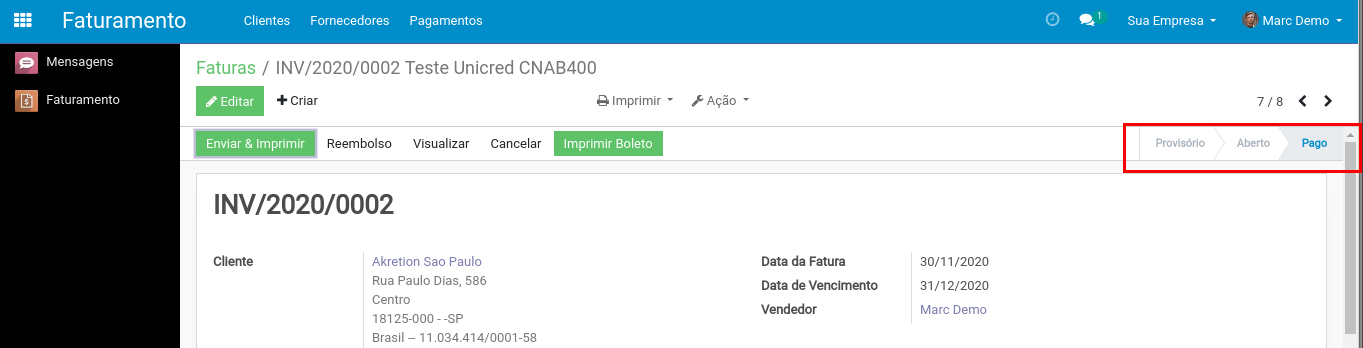 Faturamento Clientes Fornecedores Pagamentos 1 Sua Empresa Marc Demo
Mensagens
Faturamento
Faturas / INV/2020/0002 Teste Unicred CNAB400
Editar Criar Imprimir Ação 7 / 8
Enviar & Imprimir Reembolso Visualizar Cancelar Imprimir Boleto Provisório Aberto Pago
INV/2020/0002
Cliente Akretion Sao Paulo
Rua Paulo Dias, 586
Centro
18125-000 - -SP
Brasil – 11.034.414/0001-58
Data da Fatura 30/11/2020
Data de Vencimento 31/12/2020
Vendedor Marc Demo